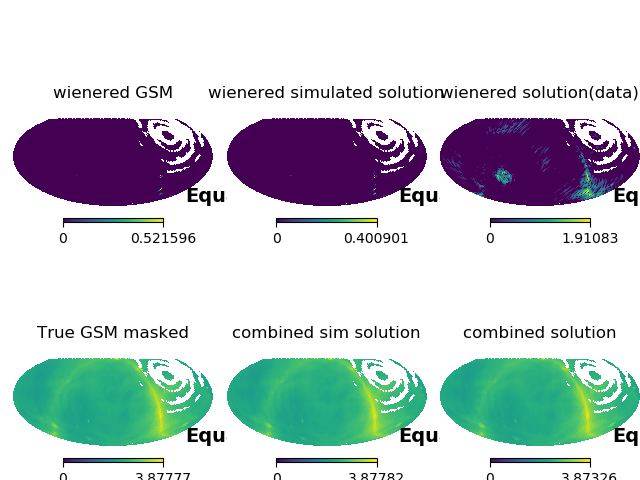 wienered GSM
wienered simulated solution
wienered solution(data)
Equ
Equ
Eq
0 0.521596
0 0.400901
0 1.91083
True GSM masked
combined sim solution
combined solution
Equ
Equ
Eq
0 3.87777
0 3.87782
0 3.87326